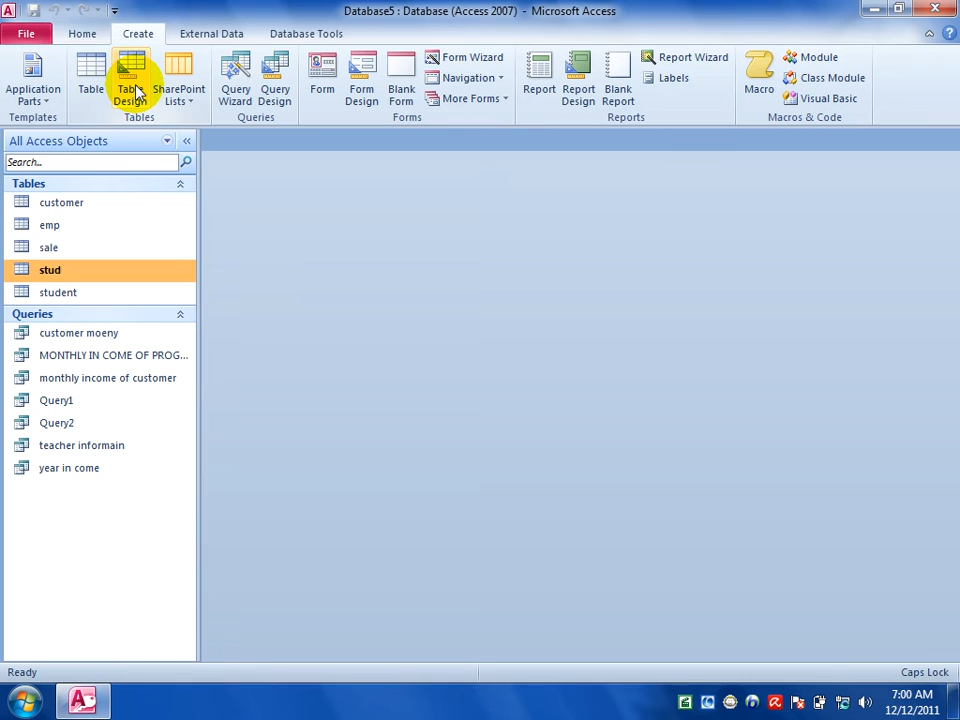 Database5 : Database (Access 2007) - Microsoft Access
File Home Create External Data Database Tools
Application Parts
Templates
Table
Table Design
SharePoint Lists
Tables
Query Wizard
Query Design
Queries
Form
Form Design
Blank Form
Form Wizard
Navigation
More Forms
Forms
Report
Report Design
Blank Report
Report Wizard
Labels
Reports
Macro
Module
Class Module
Visual Basic
Macros & Code
All Access Objects
Search...
Tables
customer
emp
sale
stud
student
Queries
customer moeny
MONTHLY IN COME OF PROG...
monthly income of customer
Query1
Query2
teacher informain
year in come
Ready
Caps Lock
7:00 AM
12/12/2011